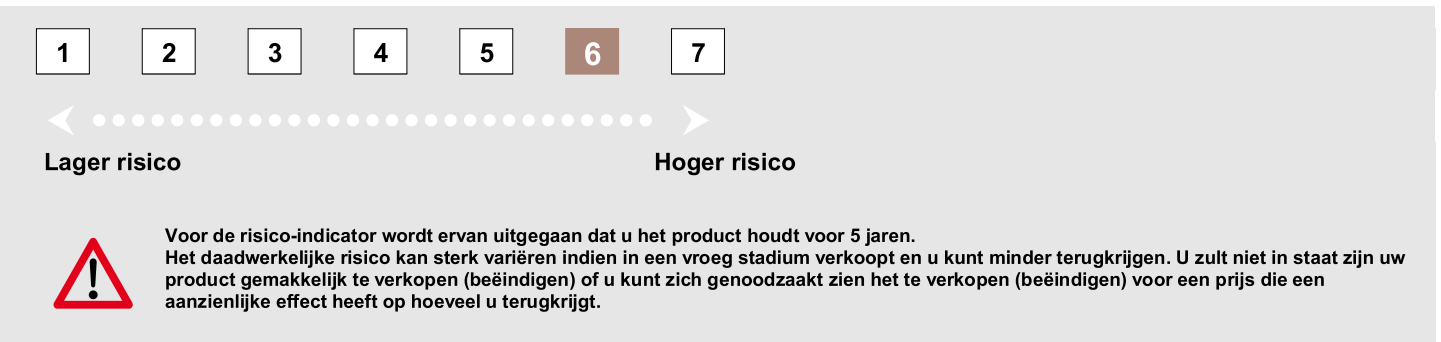 1 2 3 4 5 6 7
Lager risico Hoger risico
Voor de risico-indicator wordt ervan uitgegaan dat u het product houdt voor 5 jaren.
Het daadwerkelijke risico kan sterk variëren indien in een vroeg stadium verkoopt en u kunt minder terugkrijgen. U zult niet in staat zijn uw
product gemakkelijk te verkopen (beëindigen) of u kunt zich genoodzaakt zien het te verkopen (beëindigen) voor een prijs die een
aanzienlijke effect heeft op hoeveel u terugkrijgt.